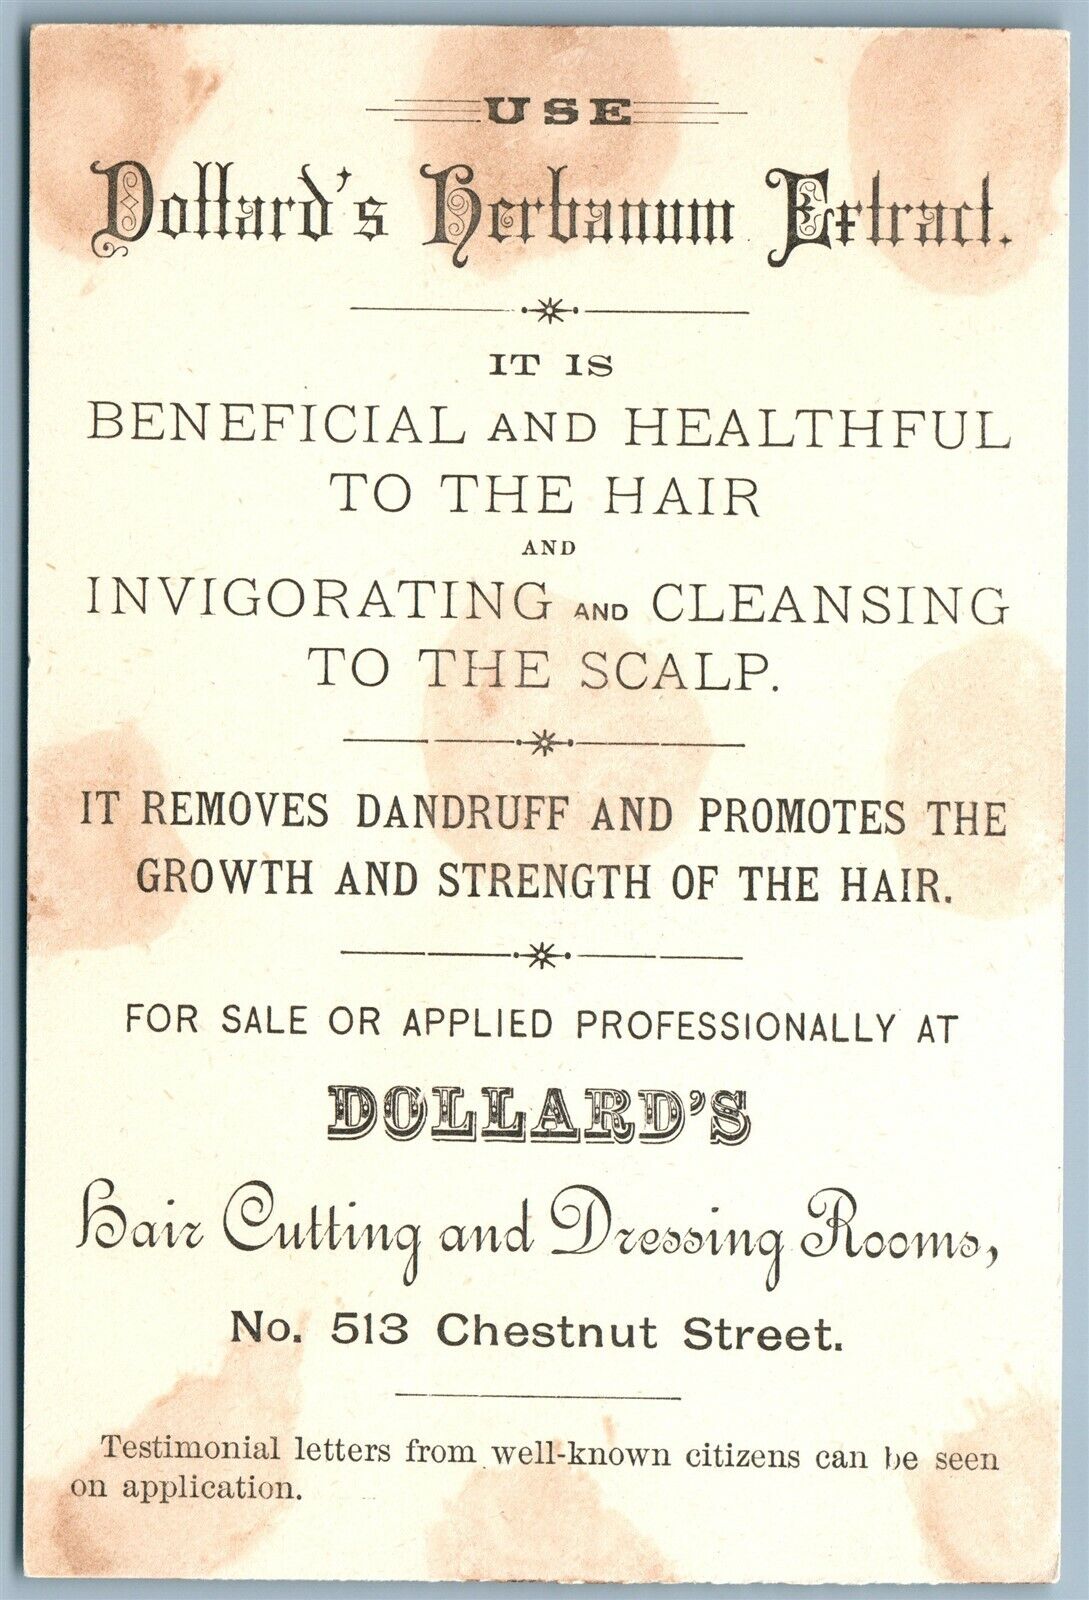 USE
Dollard's Herbanum Extract.
IT IS
BENEFICIAL AND HEALTHFUL
TO THE HAIR
AND
INVIGORATING AND CLEANSING
TO THE SCALP.
IT REMOVES DANDRUFF AND PROMOTES THE
GROWTH AND STRENGTH OF THE HAIR.
FOR SALE OR APPLIED PROFESSIONALLY AT
DOLLARD'S
Hair Cutting and Dressing Rooms,
No. 513 Chestnut Street.
Testimonial letters from well-known citizens can be seen
on application.